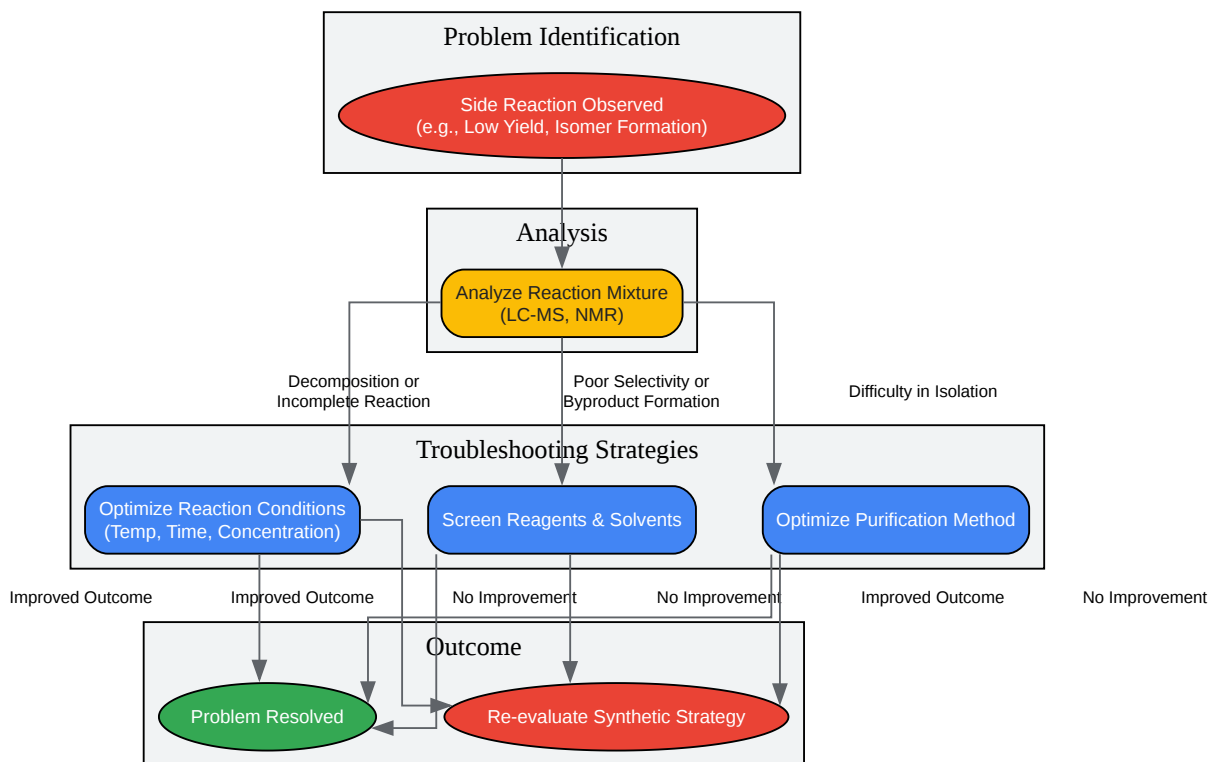 Problem Identification
Side Reaction Observed
(e.g., Low Yield, Isomer Formation)
Analysis
Analyze Reaction Mixture
(LC-MS, NMR)
Decomposition or
Incomplete Reaction
Poor Selectivity or
Byproduct Formation
Difficulty in Isolation
Troubleshooting Strategies
Optimize Reaction Conditions
(Temp, Time, Concentration)
Screen Reagents & Solvents
Optimize Purification Method
Improved Outcome
Improved Outcome
No Improvement
No Improvement
Improved Outcome
No Improvement
Outcome
Problem Resolved
Re-evaluate Synthetic Strategy